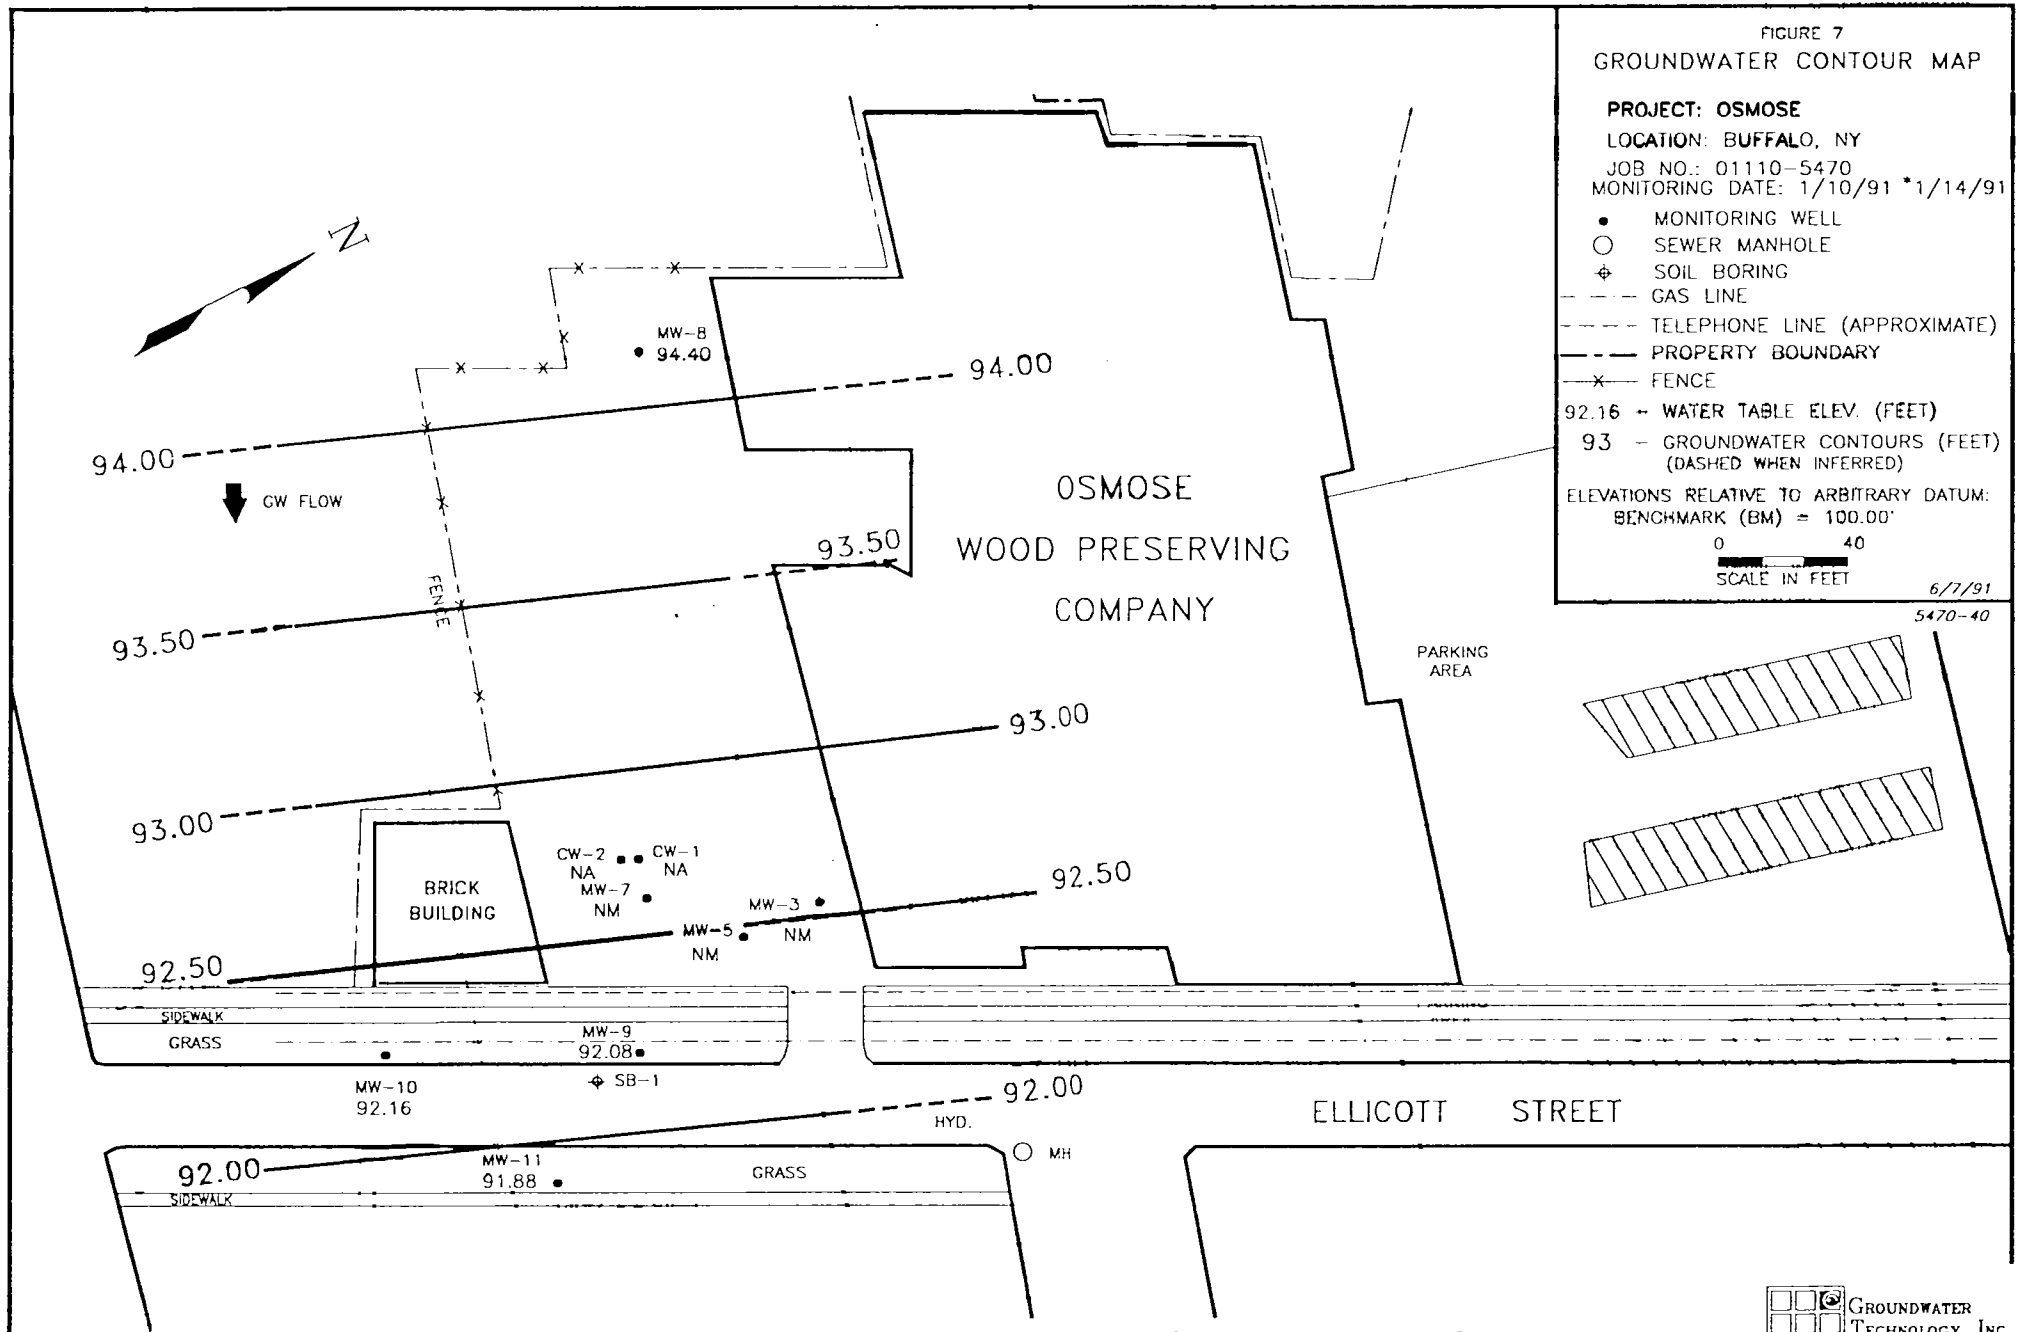 FIGURE 7
GROUNDWATER CONTOUR MAP
PROJECT: OSMOSE
LOCATION: BUFFALO, NY
JOB NO.: 01110-5470
MONITORING DATE: 1/10/91 *1/14/91
MONITORING WELL
SEWER MANHOLE
SOIL BORING
GAS LINE
TELEPHONE LINE (APPROXIMATE)
PROPERTY BOUNDARY
X FENCE
92.16 - WATER TABLE ELEV. (FEET)
93 - GROUNDWATER CONTOURS (FEET)
(DASHED WHEN INFERRED)
ELEVATIONS RELATIVE TO ARBITRARY DATUM:
BENCHMARK (BM) = 100.00'
0 40
SCALE IN FEET
6/7/91
5470-40
N
MW-8
94.40
94.00
94.00
GW FLOW
OSMOSE
WOOD PRESERVING
COMPANY
93.50
FENCE
93.50
PARKING
AREA
93.00
93.00
CW-2
NA
CW-1
NA
MW-7
NM
BRICK
BUILDING
MW-3
NM
92.50
MW-5
NM
92.50
SIDEWALK
GRASS
MW-9
92.08
MW-10
92.16
SB-1
92.00
HYD.
ELLICOTT STREET
MH
92.00
MW-11
91.88
GRASS
SIDEWALK
GROUNDWATER
TECHNOLOGY, INC.